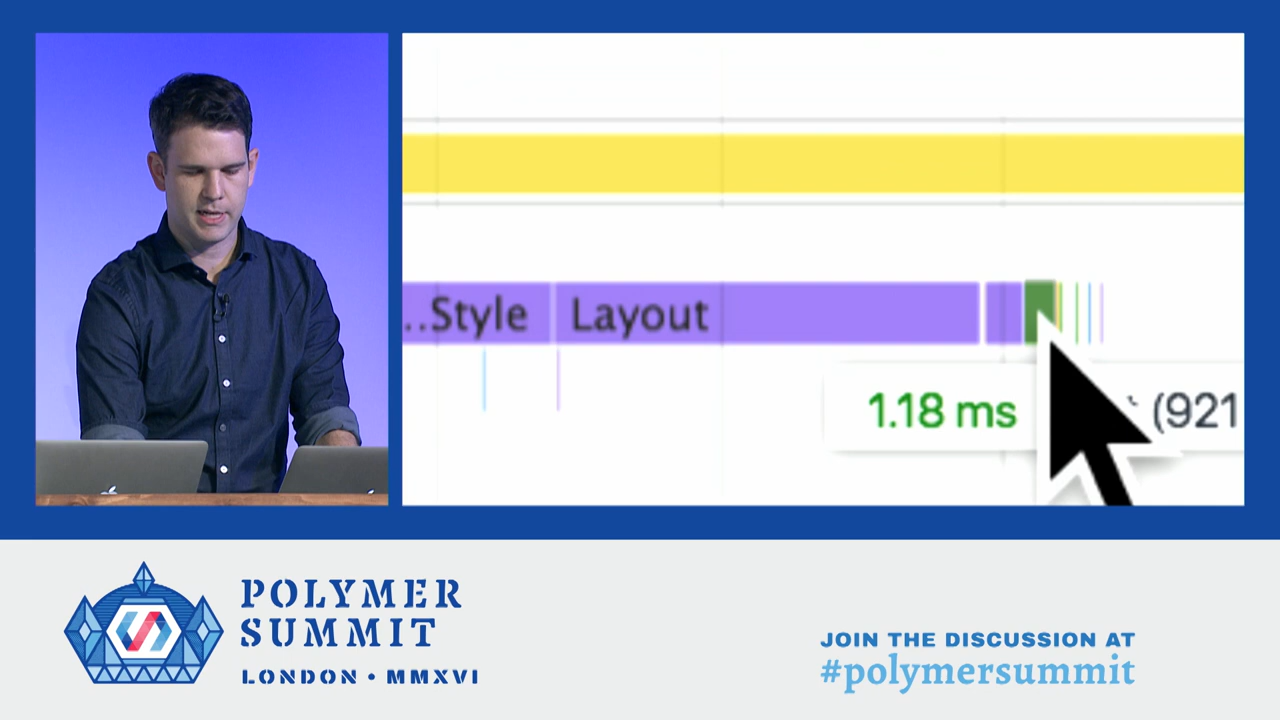 ..Style
Layout
1.18 ms
(921
POLYMER
SUMMIT
LONDON • MMXVI
JOIN THE DISCUSSION AT
#polymersummit